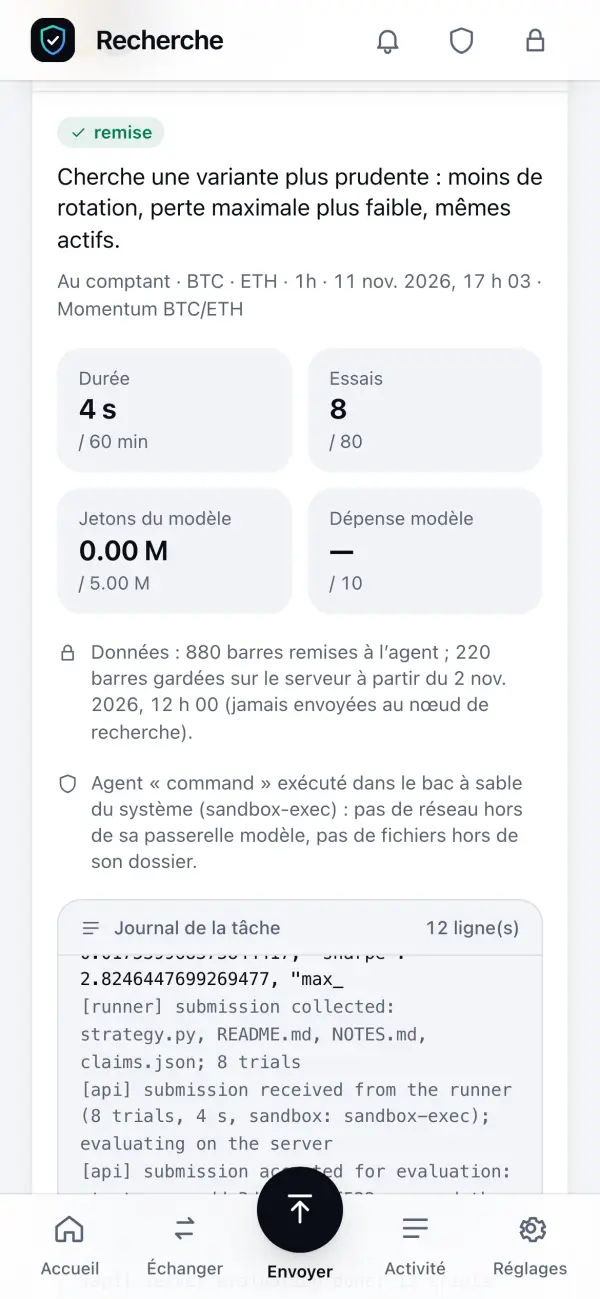 Recherche
remise
Cherche une variante plus prudente : moins de
rotation, perte maximale plus faible, mêmes
actifs.
Au comptant · BTC · ETH · 1h · 11 nov. 2026, 17 h 03 ·
Momentum BTC/ETH
Durée
4 s
/ 60 min
Essais
8
/ 80
Jetons du modèle
0.00 M
/ 5.00 M
Dépense modèle
—
/ 10
Données : 880 barres remises à l’agent ; 220
barres gardées sur le serveur à partir du 2 nov.
2026, 12 h 00 (jamais envoyées au nœud de
recherche).
Agent « command » exécuté dans le bac à sable
du système (sandbox-exec) : pas de réseau hors
de sa passerelle modèle, pas de fichiers hors de
son dossier.
Journal de la tâche
12 ligne(s)
2.8246447699269477, "max_
[runner] submission collected:
strategy.py, README.md, NOTES.md,
claims.json; 8 trials
[api] submission received from the runner
(8 trials, 4 s, sandbox: sandbox-exec);
evaluating on the server
[api] submission accepted for evaluation:
Accueil
Échanger
Envoyer
Activité
Réglages